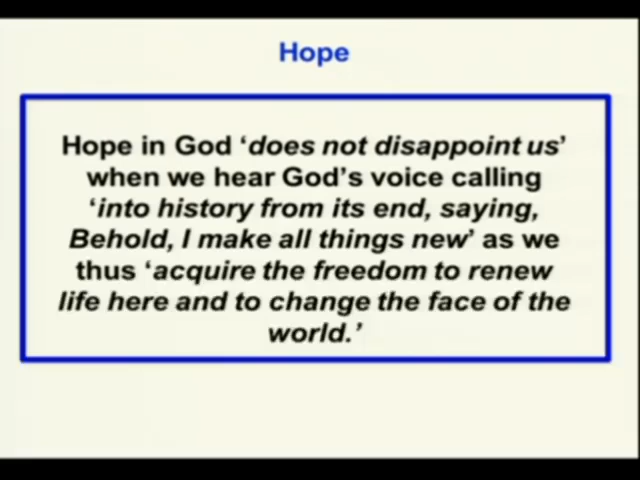 Hope
Hope in God ‘does not disappoint us’
when we hear God’s voice calling
‘into history from its end, saying,
Behold, I make all things new’ as we
thus ‘acquire the freedom to renew
life here and to change the face of the
world.’